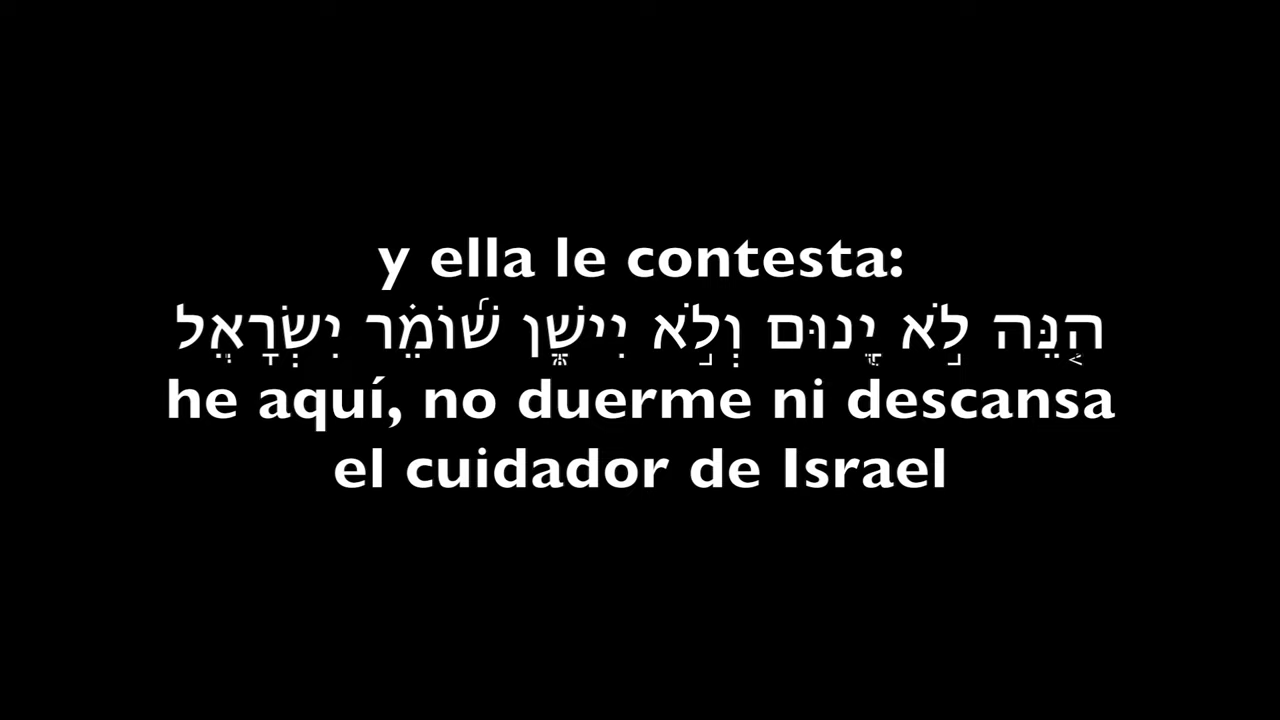 y ella le contesta:
הִ֭נֵּה לֹ֣א יָ֭נוּם וְלֹ֣א יִישָׁ֑ן שׁ֝וֹמֵ֗ר יִשְׂרָאֵֽל
he aquí, no duerme ni descansa
el cuidador de Israel